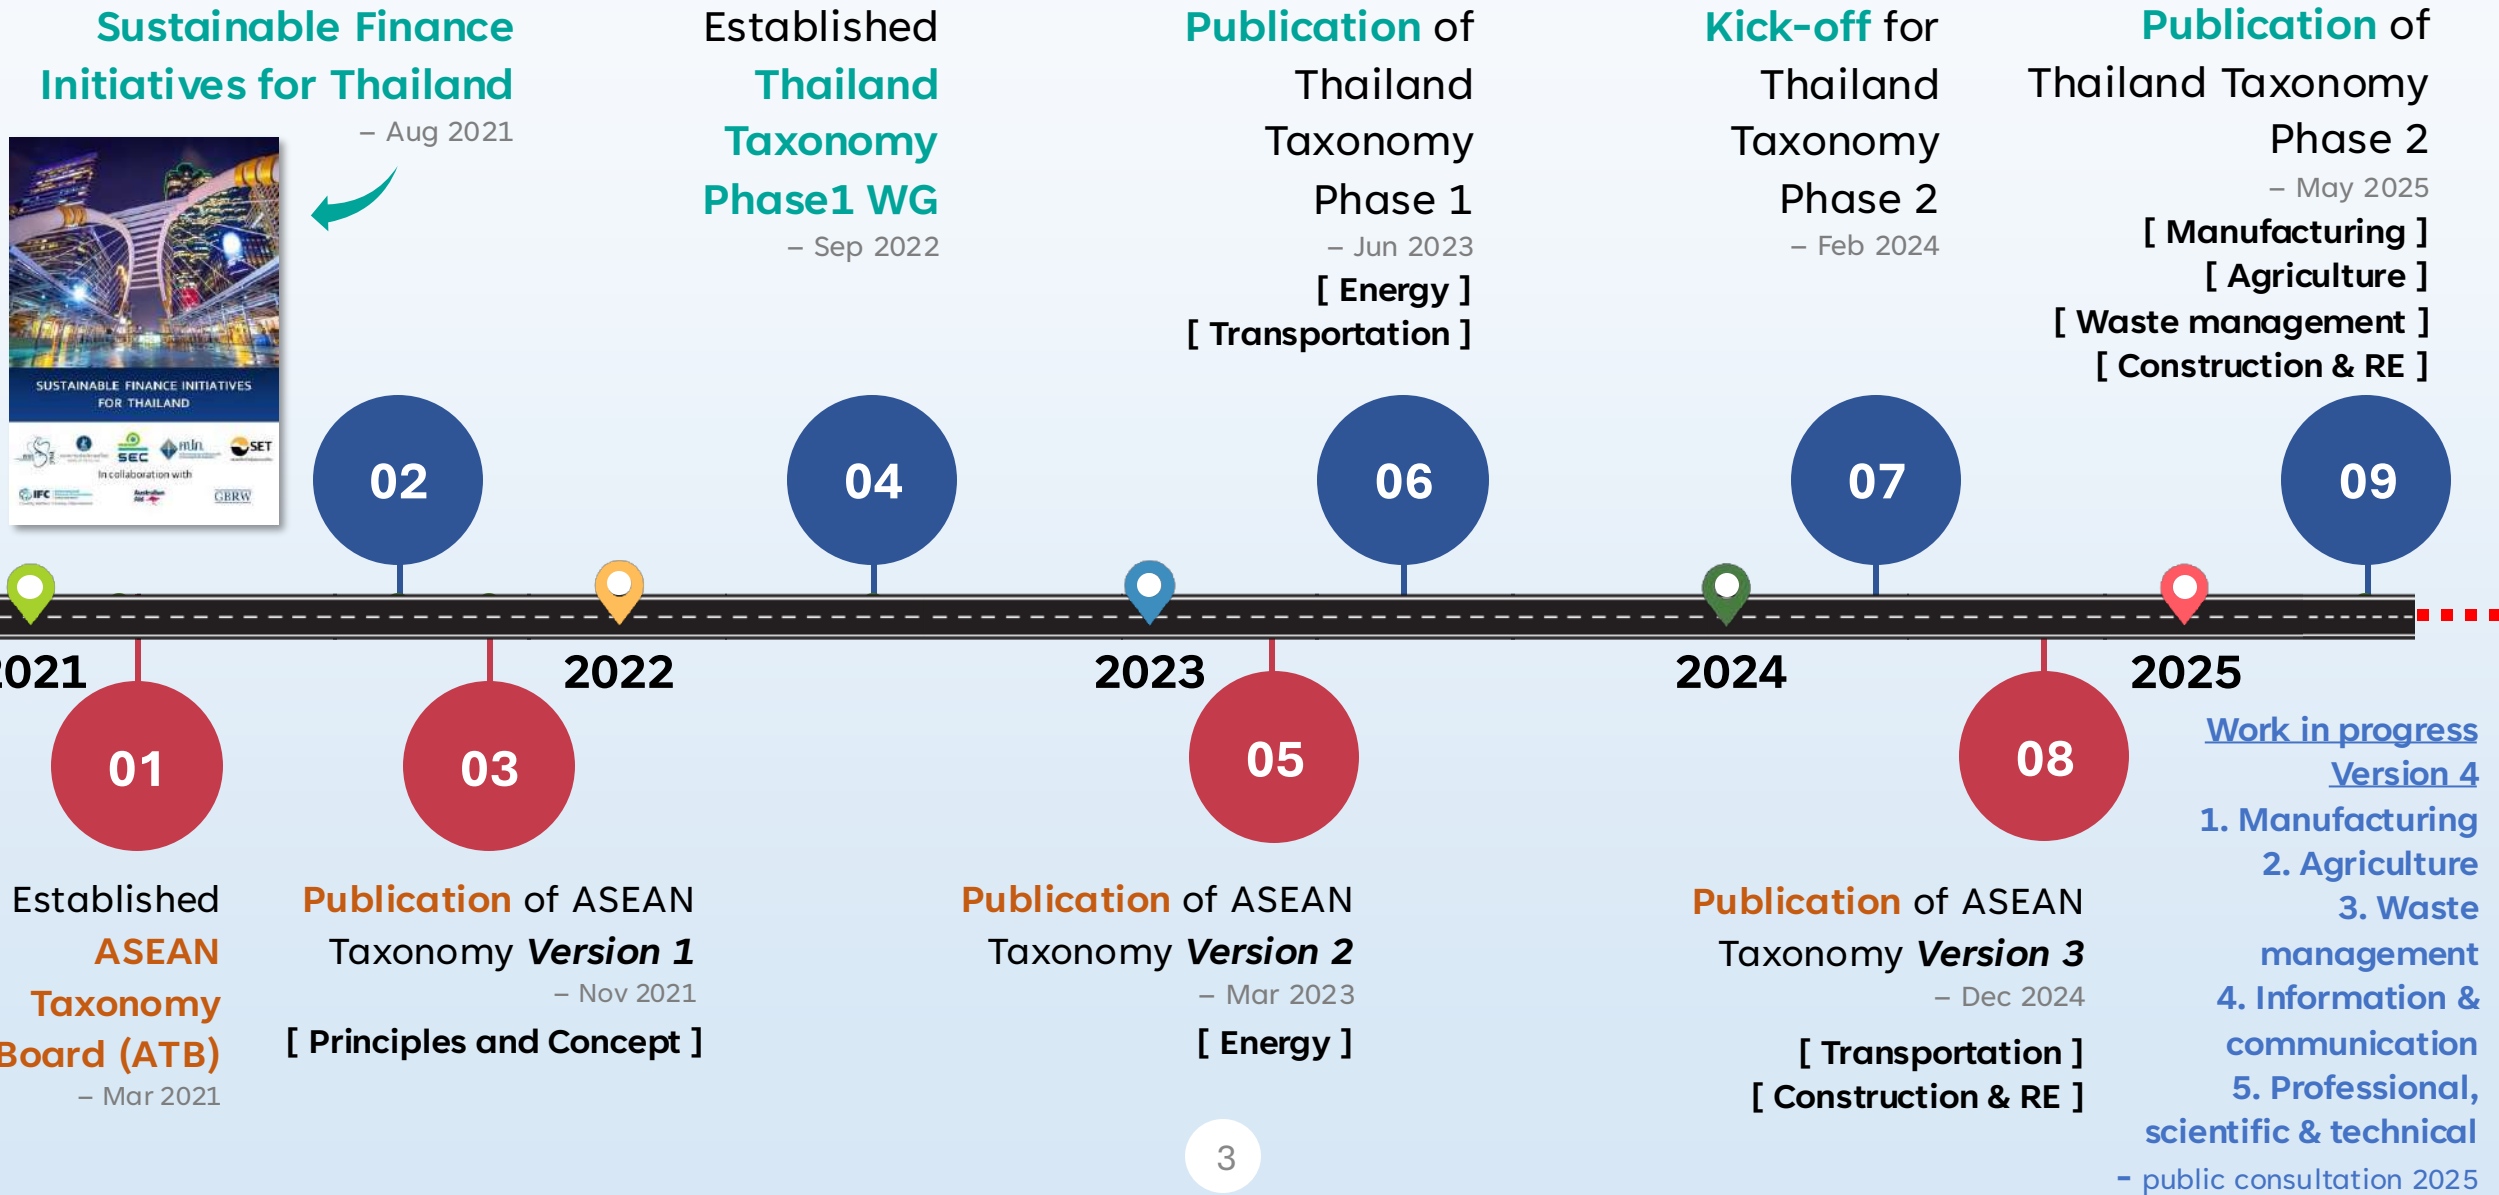 Sustainable Finance
Initiatives for Thailand
– Aug 2021
SUSTAINABLE FINANCE INITIATIVES
FOR THAILAND
SEC
SET
In collaboration with
IFC
Australian
Aid
GBRW
02
Established
Thailand
Taxonomy
Phase1 WG
– Sep 2022
04
Publication of
Thailand
Taxonomy
Phase 1
– Jun 2023
[ Energy ]
[ Transportation ]
06
Kick-off for
Thailand
Taxonomy
Phase 2
– Feb 2024
07
Publication of
Thailand Taxonomy
Phase 2
– May 2025
[ Manufacturing ]
[ Agriculture ]
[ Waste management ]
[ Construction & RE ]
09
2021
2022
2023
2024
2025
01
Established
ASEAN
Taxonomy
Board (ATB)
– Mar 2021
03
Publication of ASEAN
Taxonomy Version 1
– Nov 2021
[ Principles and Concept ]
05
Publication of ASEAN
Taxonomy Version 2
– Mar 2023
[ Energy ]
08
Publication of ASEAN
Taxonomy Version 3
– Dec 2024
[ Transportation ]
[ Construction & RE ]
Work in progress
Version 4
1. Manufacturing
2. Agriculture
3. Waste
management
4. Information &
communication
5. Professional,
scientific & technical
- public consultation 2025
3